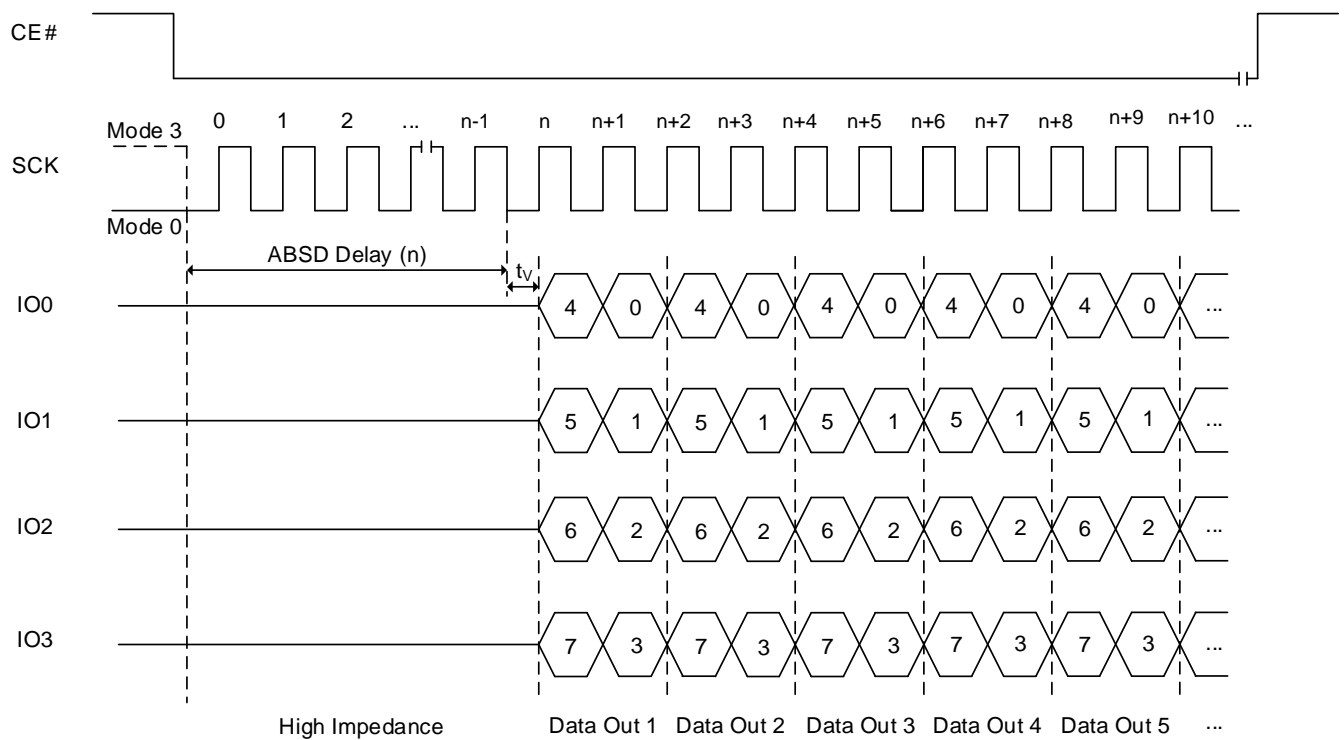 CE#
0 1 2 ... n-1 n n+1 n+2 n+3 n+4 n+5 n+6 n+7 n+8 n+9 n+10 ...
Mode 3
SCK
Mode 0
ABSD Delay (n)
tV
IO0 4 0 4 0 4 0 4 0 4 0 ...
IO1 5 1 5 1 5 1 5 1 5 1 ...
IO2 6 2 6 2 6 2 6 2 6 2 ...
IO3 7 3 7 3 7 3 7 3 7 3 ...
High Impedance Data Out 1 Data Out 2 Data Out 3 Data Out 4 Data Out 5 ...